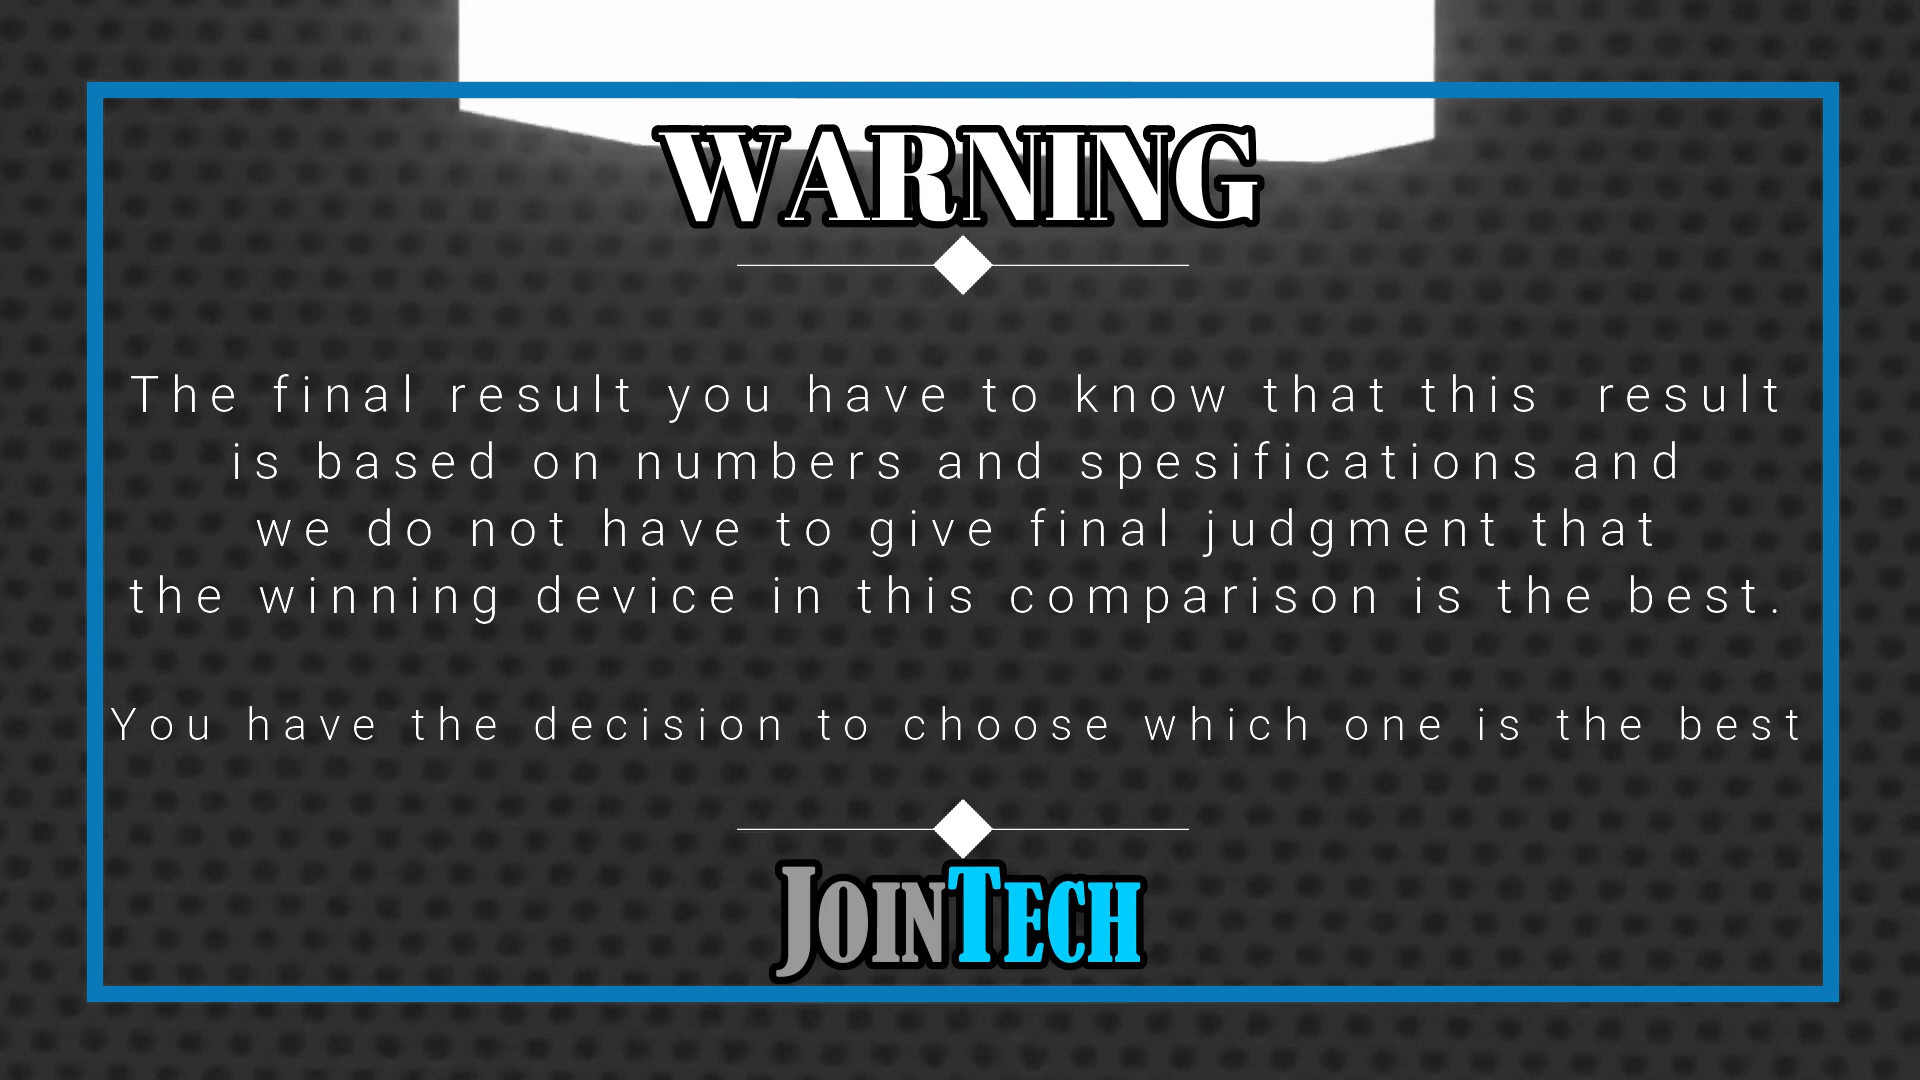 WARNING
The final result you have to know that this  result
is based on numbers and spesifications and
we do not have to give final judgment that
the winning device in this comparison is the best.
You have the decision to choose which one is the best
JOINTECH